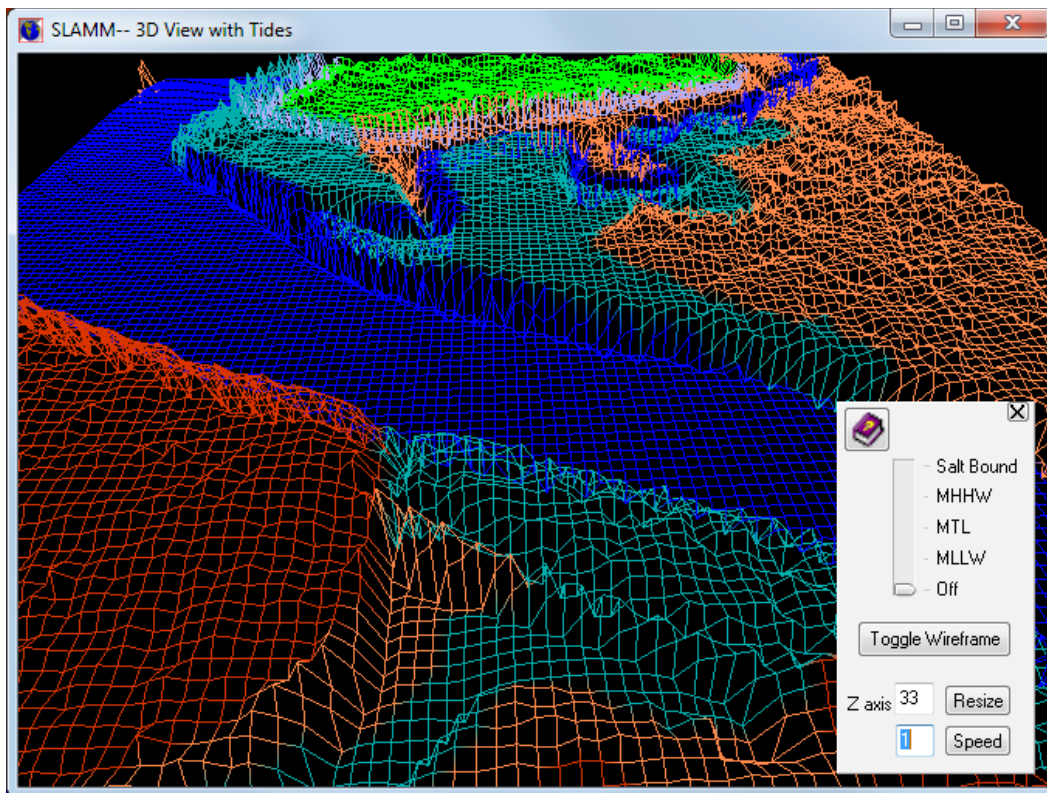 SLAMM-- 3D View with Tides
Salt Bound
MHHW
MTL
MLLW
Off
Toggle Wireframe
Z axis 33 Resize
1 Speed